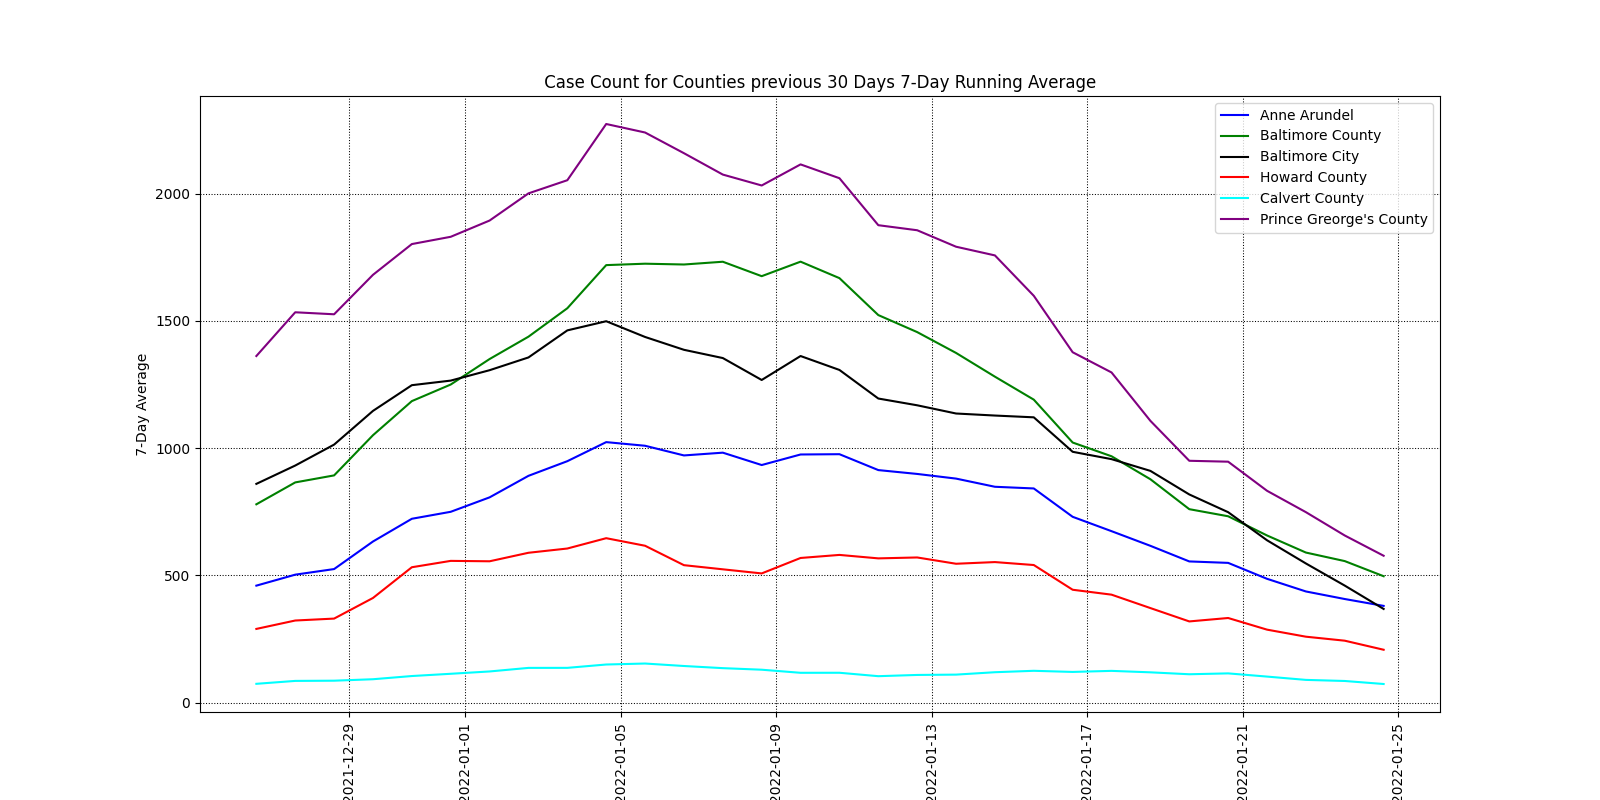 Case Count for Counties previous 30 Days 7-Day Running Average
Anne Arundel
Baltimore County
Baltimore City
Howard County
Calvert County
Prince Greorge's County
7-Day Average
2000
1500
1000
500
0
2021-12-29
2022-01-01
2022-01-05
2022-01-09
2022-01-13
2022-01-17
2022-01-21
2022-01-25